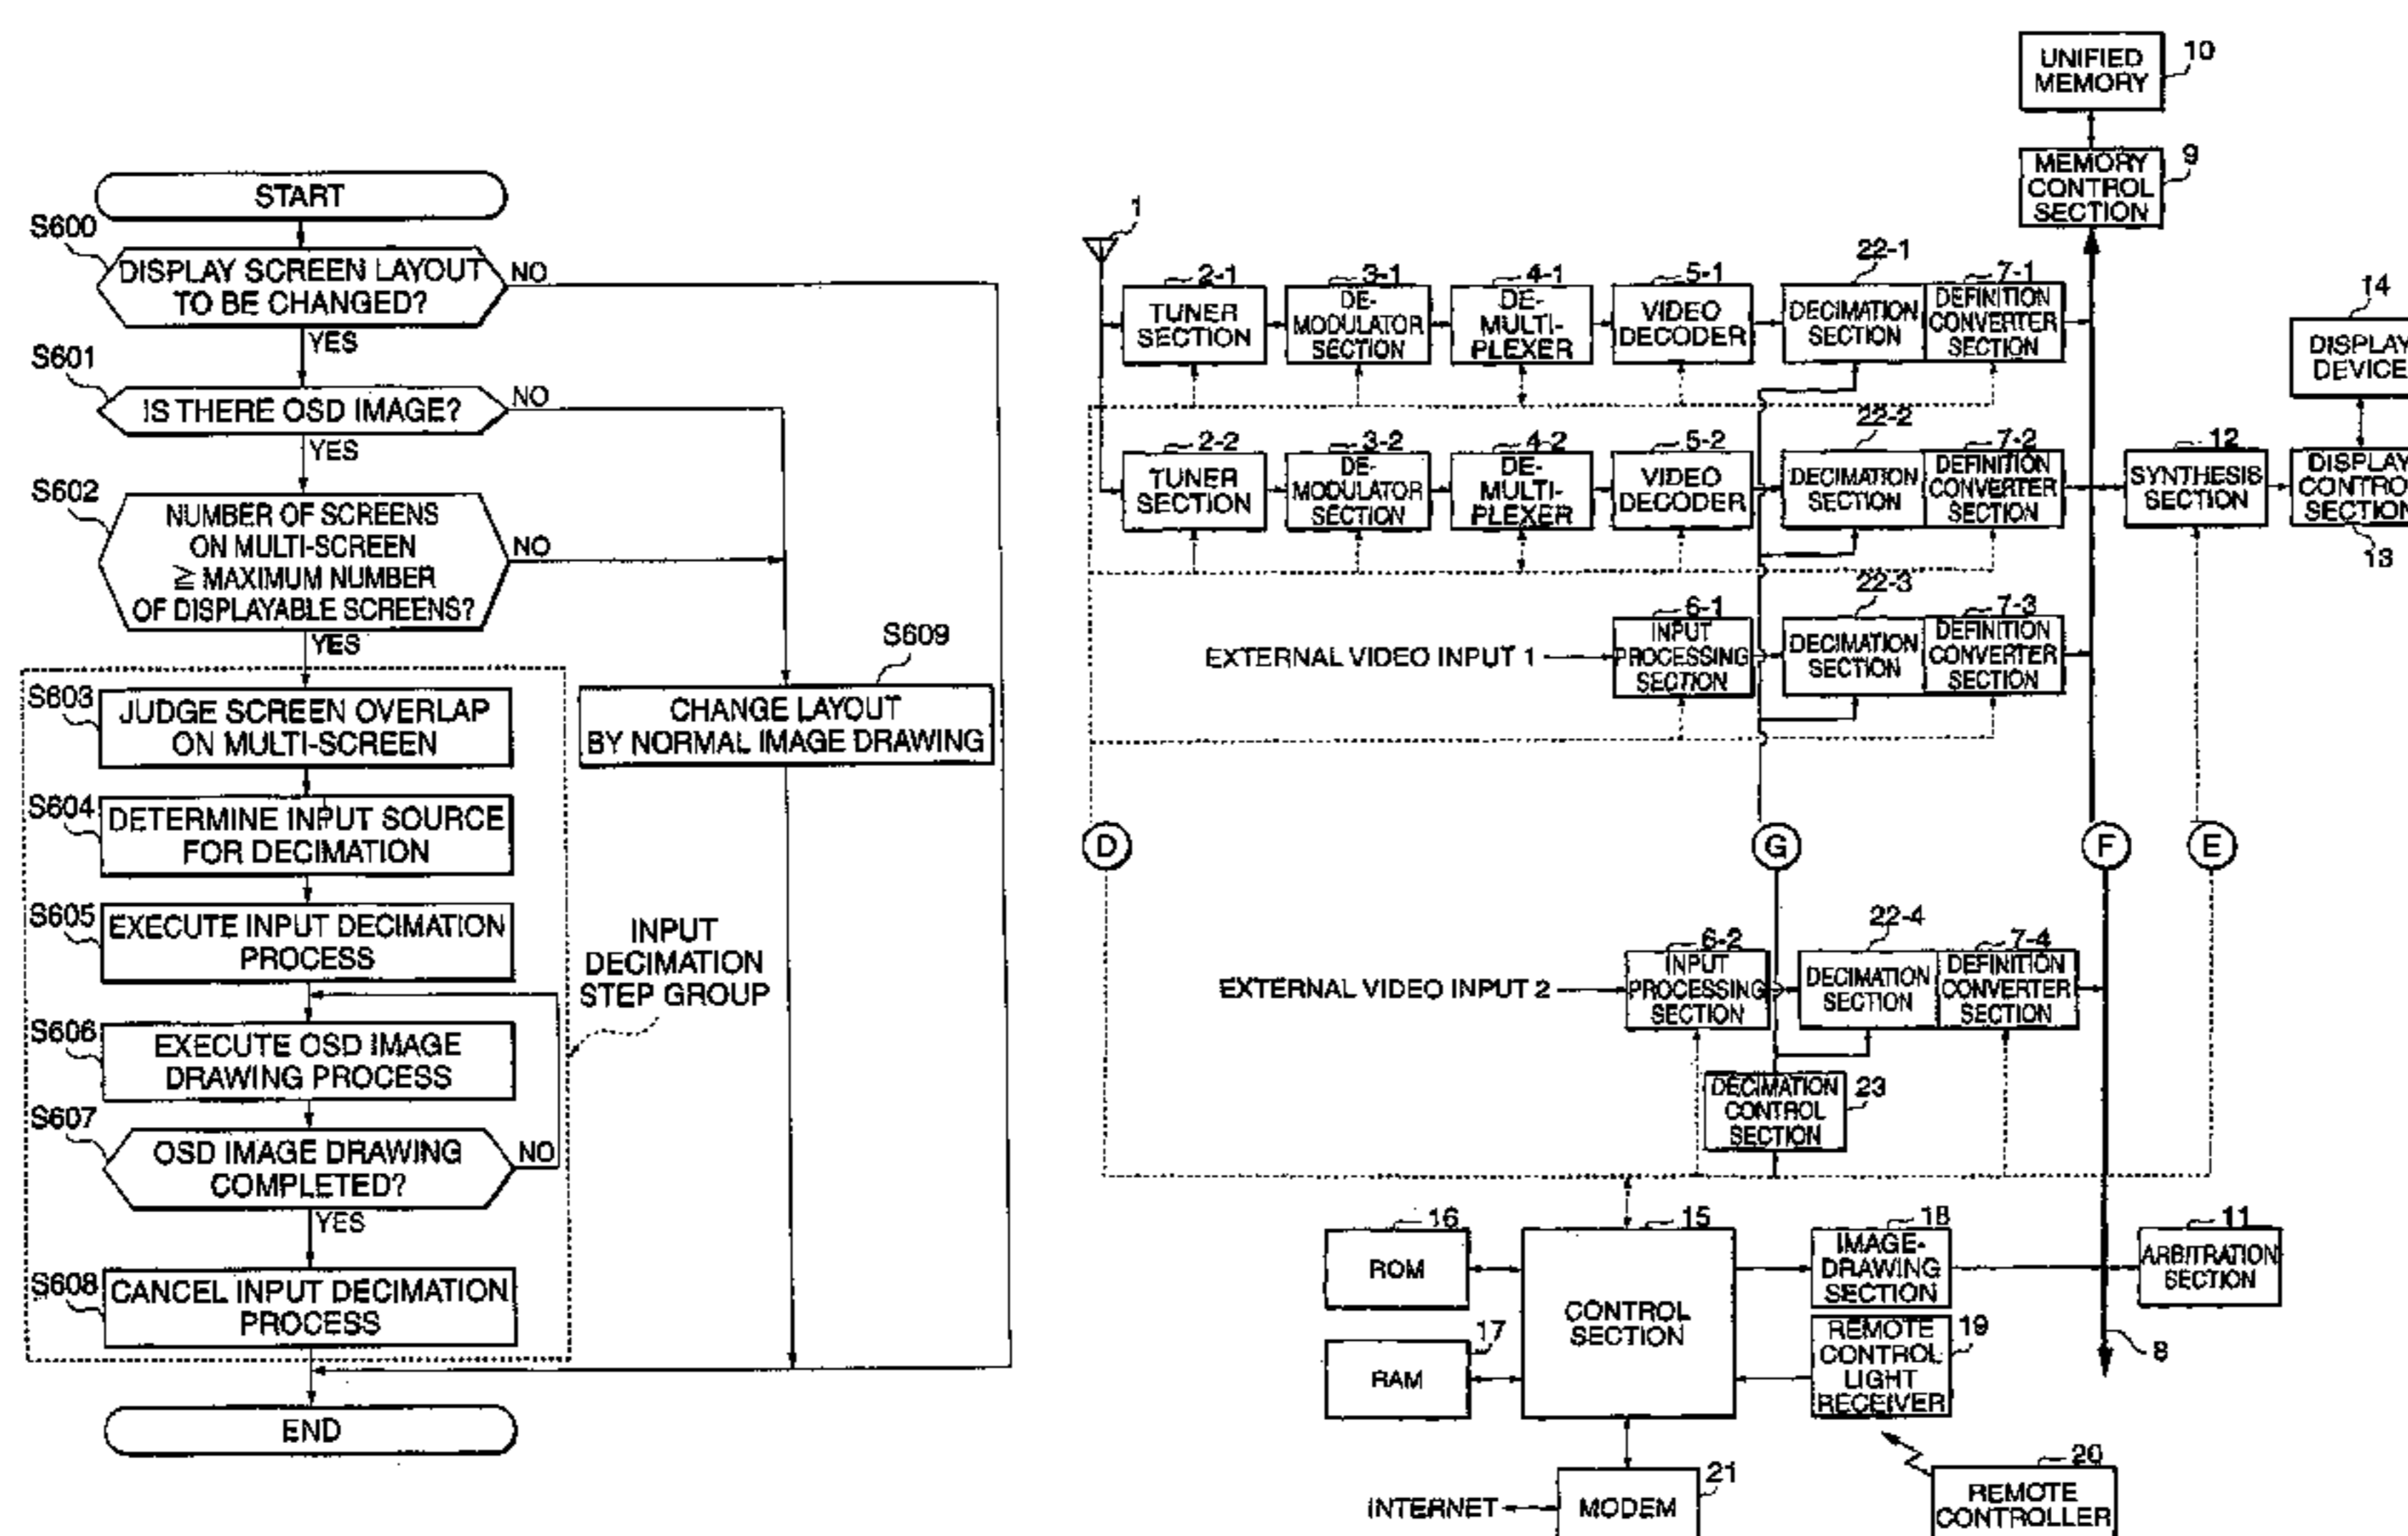 START
S600
DISPLAY SCREEN LAYOUT
TO BE CHANGED?
NO
YES
S601
IS THERE OSD IMAGE?
NO
YES
S602
NUMBER OF SCREENS
ON MULTI-SCREEN
≧ MAXIMUM NUMBER
OF DISPLAYABLE SCREENS?
NO
YES
S603
JUDGE SCREEN OVERLAP
ON MULTI-SCREEN
S604
DETERMINE INPUT SOURCE
FOR DECIMATION
S605
EXECUTE INPUT DECIMATION
PROCESS
S606
EXECUTE OSD IMAGE
DRAWING PROCESS
S607
OSD IMAGE DRAWING
COMPLETED?
NO
YES
S608
CANCEL INPUT DECIMATION
PROCESS
END
S609
CHANGE LAYOUT
BY NORMAL IMAGE DRAWING
INPUT
DECIMATION
STEP GROUP
UNIFIED
MEMORY
10
MEMORY
CONTROL
SECTION
9
1
2-1
TUNER
SECTION
3-1
DE-
MODULATOR
SECTION
4-1
DE-
MULTI-
PLEXER
5-1
VIDEO
DECODER
22-1
DECIMATION
SECTION
7-1
DEFINITION
CONVERTER
SECTION
14
DISPLAY
DEVICE
2-2
TUNER
SECTION
3-2
DE-
MODULATOR
SECTION
4-2
DE-
MULTI-
PLEXER
5-2
VIDEO
DECODER
22-2
DECIMATION
SECTION
7-2
DEFINITION
CONVERTER
SECTION
12
SYNTHESIS
SECTION
DISPLAY
CONTROL
SECTION
13
EXTERNAL VIDEO INPUT 1
6-1
INPUT
PROCESSING
SECTION
22-3
DECIMATION
SECTION
7-3
DEFINITION
CONVERTER
SECTION
D
G
F
E
EXTERNAL VIDEO INPUT 2
6-2
INPUT
PROCESSING
SECTION
22-4
DECIMATION
SECTION
7-4
DEFINITION
CONVERTER
SECTION
DECIMATION
CONTROL
SECTION
23
16
ROM
17
RAM
15
CONTROL
SECTION
18
IMAGE-
DRAWING
SECTION
11
ARBITRATION
SECTION
REMOTE
CONTROL
LIGHT
RECEIVER
19
8
INTERNET
MODEM
21
20
REMOTE
CONTROLLER